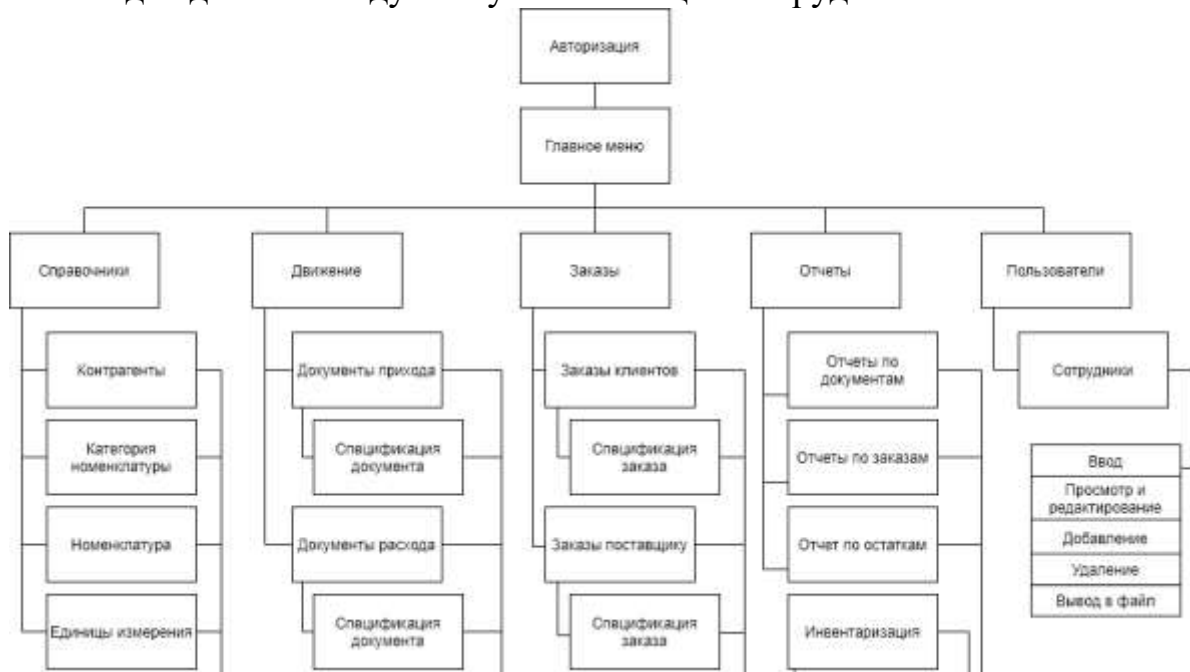 Авторизация
Главное меню
Справочники
Движение
Заказы
Отчеты
Пользователи
Контрагенты
Категория
номенклатуры
Номенклатура
Единицы измерения
Документы прихода
Спецификация
документа
Документы расхода
Спецификация
документа
Заказы клиентов
Спецификация
заказа
Заказы поставщику
Спецификация
заказа
Отчеты по
документам
Отчеты по заказам
Отчет по остаткам
Инвентаризация
Сотрудники
Ввод
Просмотр и
редактирование
Добавление
Удаление
Вывод в файл